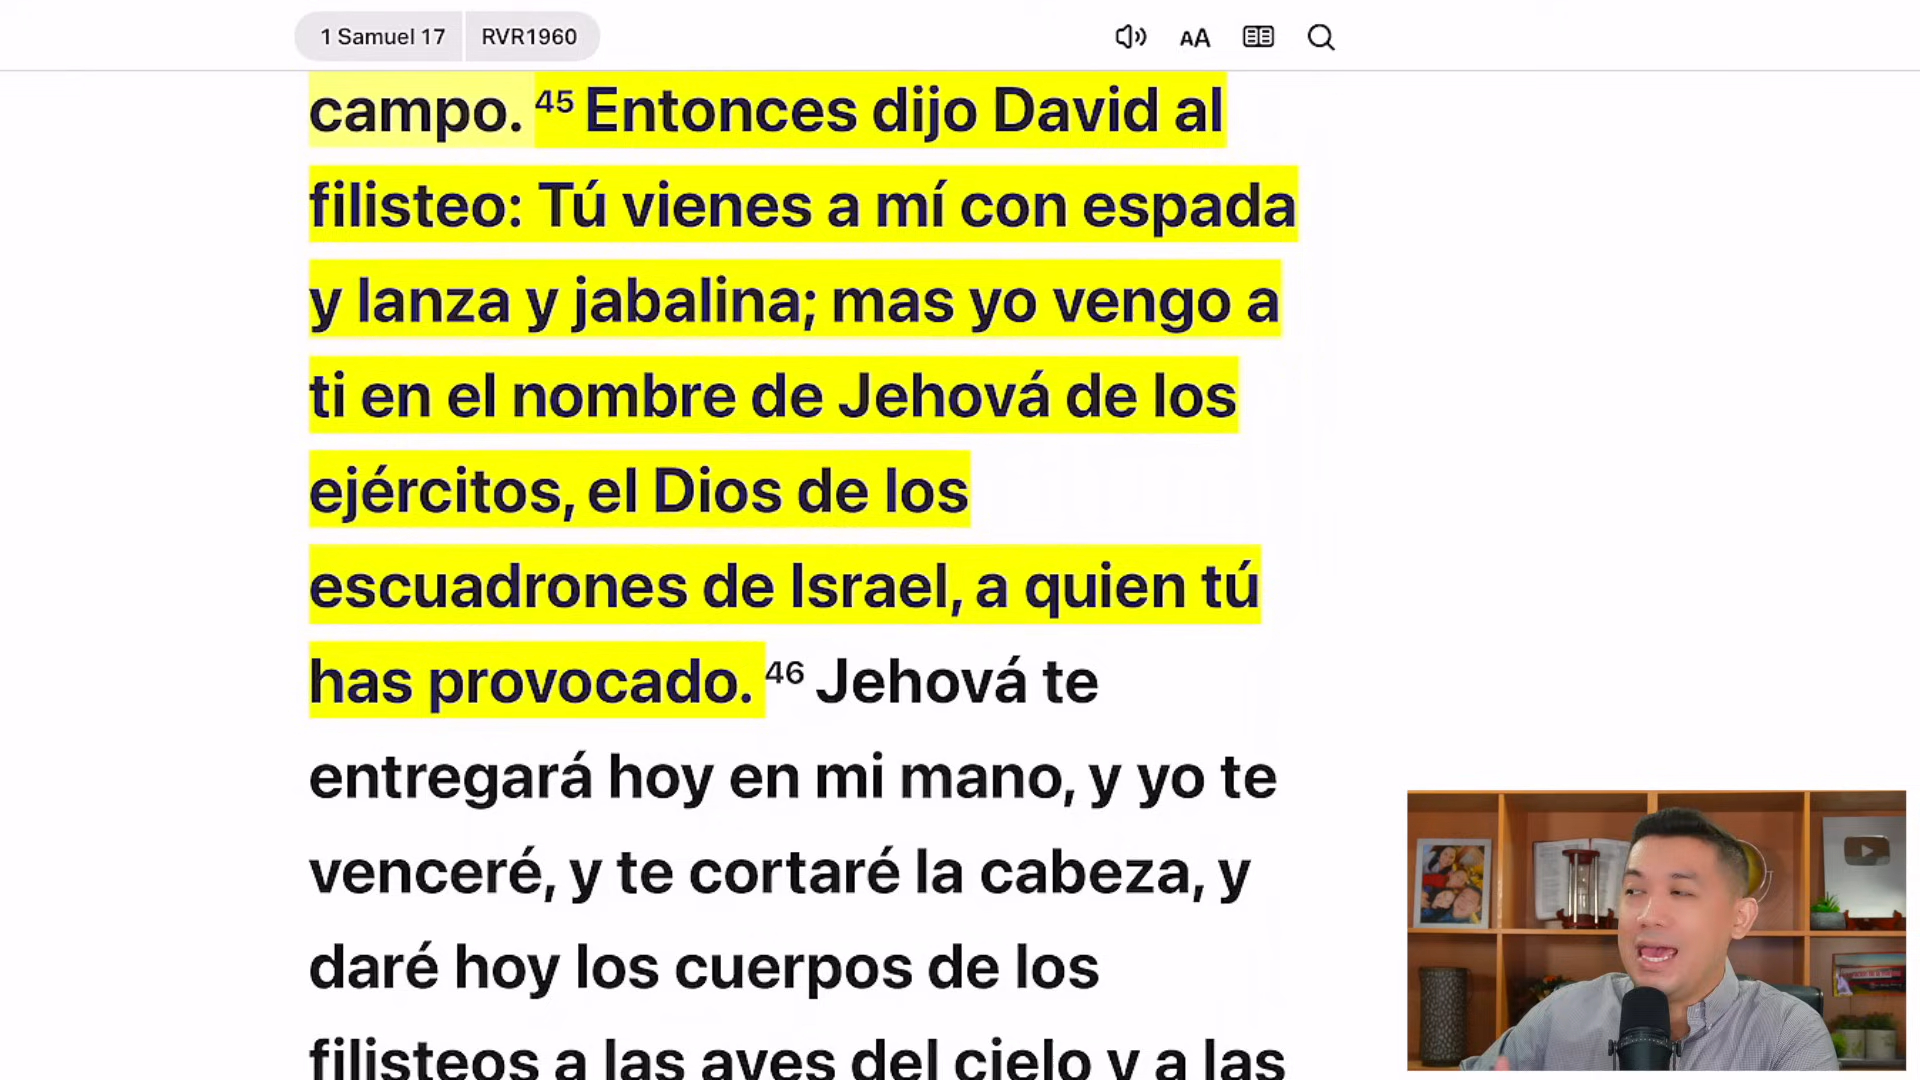 1 Samuel 17 RVR1960
AA
campo. 45 Entonces dijo David al
filisteo: Tú vienes a mí con espada
y lanza y jabalina; mas yo vengo a
ti en el nombre de Jehová de los
ejércitos, el Dios de los
escuadrones de Israel, a quien tú
has provocado. 46 Jehová te
entregará hoy en mi mano, y yo te
venceré, y te cortaré la cabeza, y
daré hoy los cuerpos de los
filisteos a las aves del cielo y a las